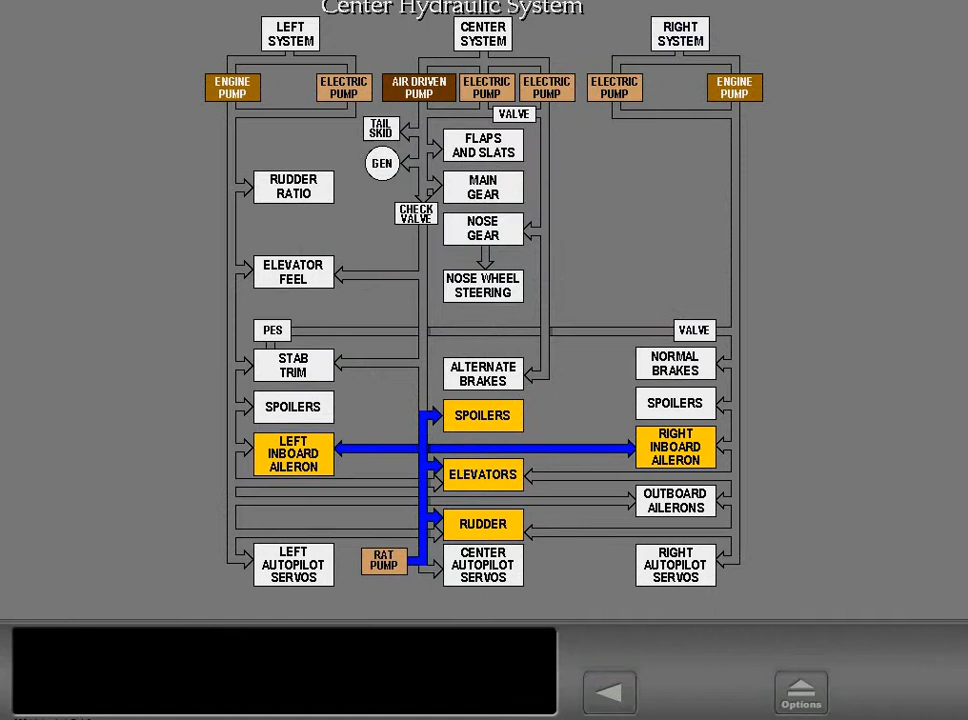 Center Hydraulic System
LEFT
SYSTEM
CENTER
SYSTEM
RIGHT
SYSTEM
ENGINE
PUMP
ELECTRIC
PUMP
AIR DRIVEN
PUMP
ELECTRIC
PUMP
ELECTRIC
PUMP
ELECTRIC
PUMP
ENGINE
PUMP
VALVE
TAIL
SKID
FLAPS
AND SLATS
GEN
RUDDER
RATIO
MAIN
GEAR
CHECK
VALVE
NOSE
GEAR
ELEVATOR
FEEL
NOSE WHEEL
STEERING
PES
VALVE
STAB
TRIM
ALTERNATE
BRAKES
NORMAL
BRAKES
SPOILERS
SPOILERS
SPOILERS
LEFT
INBOARD
AILERON
RIGHT
INBOARD
AILERON
ELEVATORS
OUTBOARD
AILERONS
RUDDER
LEFT
AUTOPILOT
SERVOS
RAT
PUMP
CENTER
AUTOPILOT
SERVOS
RIGHT
AUTOPILOT
SERVOS
Options